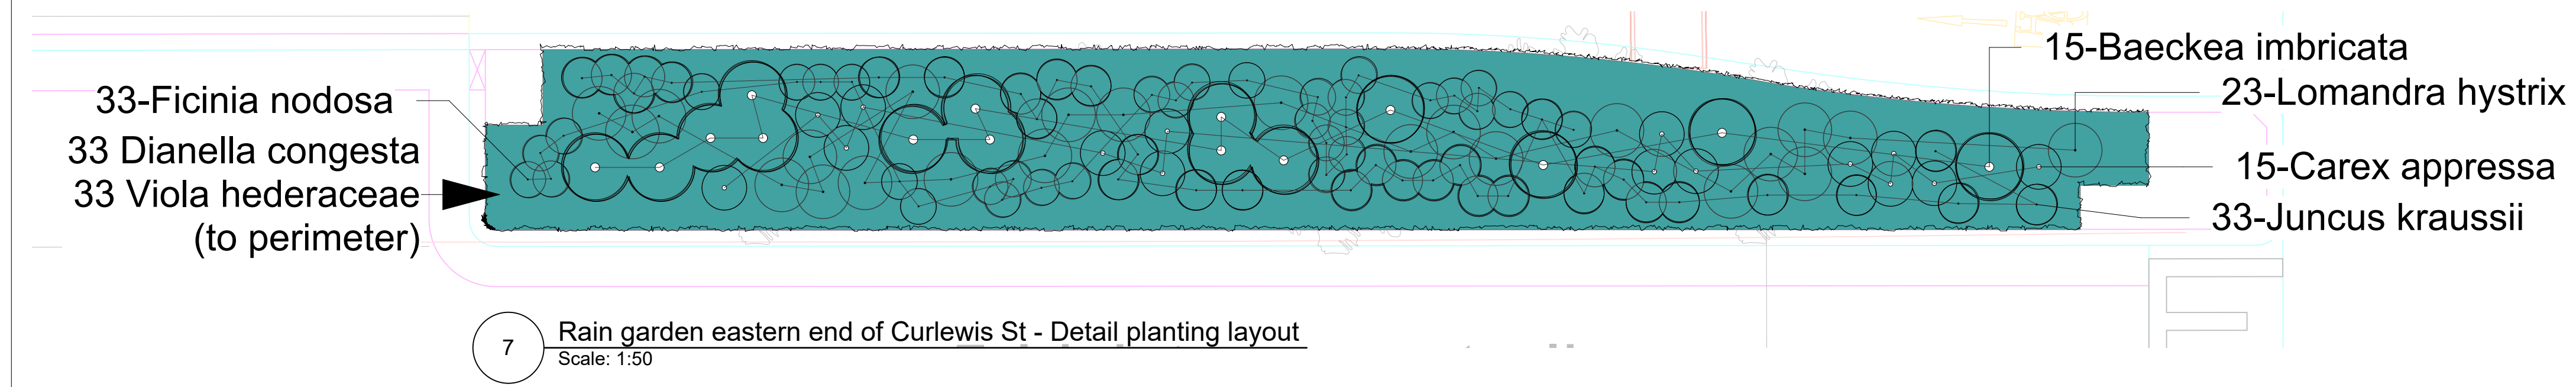 33-Ficinia nodosa
33 Dianella congesta
33 Viola hederaceae
(to perimeter)
15-Baeckea imbricata
23-Lomandra hystrix
15-Carex appressa
33-Juncus kraussii
7
Rain garden eastern end of Curlewis St - Detail planting layout
Scale: 1:50